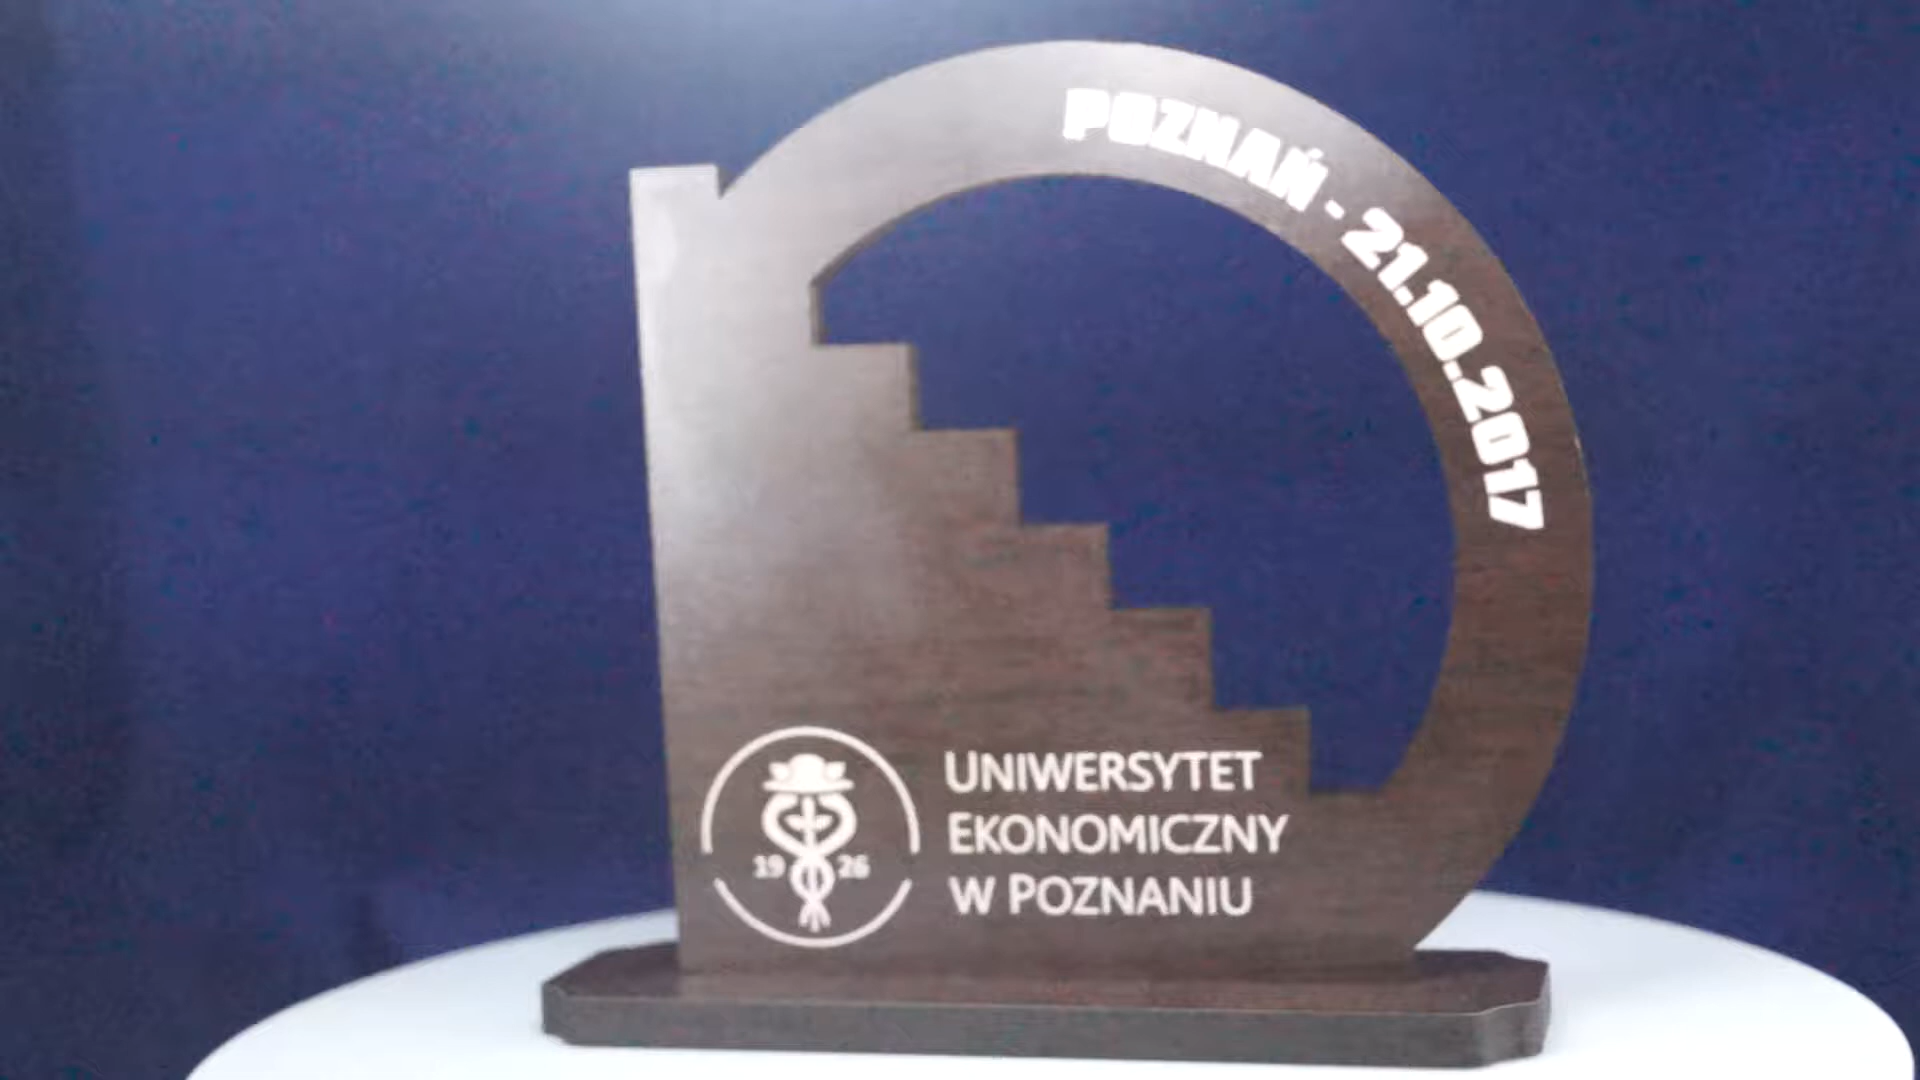 POZNAŃ - 21.10.2017
19 26
UNIWERSYTET
EKONOMICZNY
W POZNANIU